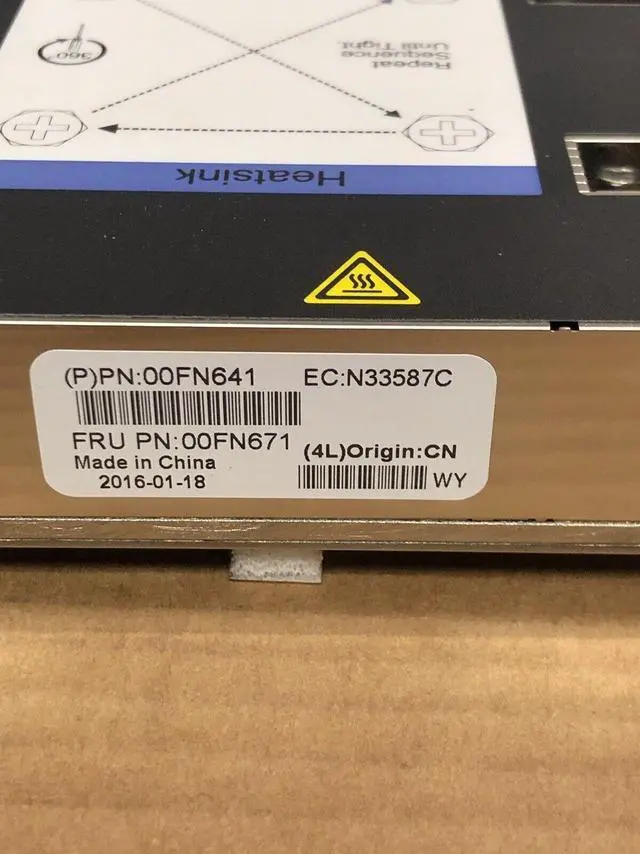 360°
Repeat
Sequence
Until Tight.
Heatsink
(P)PN:00FN641 EC:N33587C
FRU PN:00FN671
(4L)Origin:CN
Made in China
2016-01-18
WY